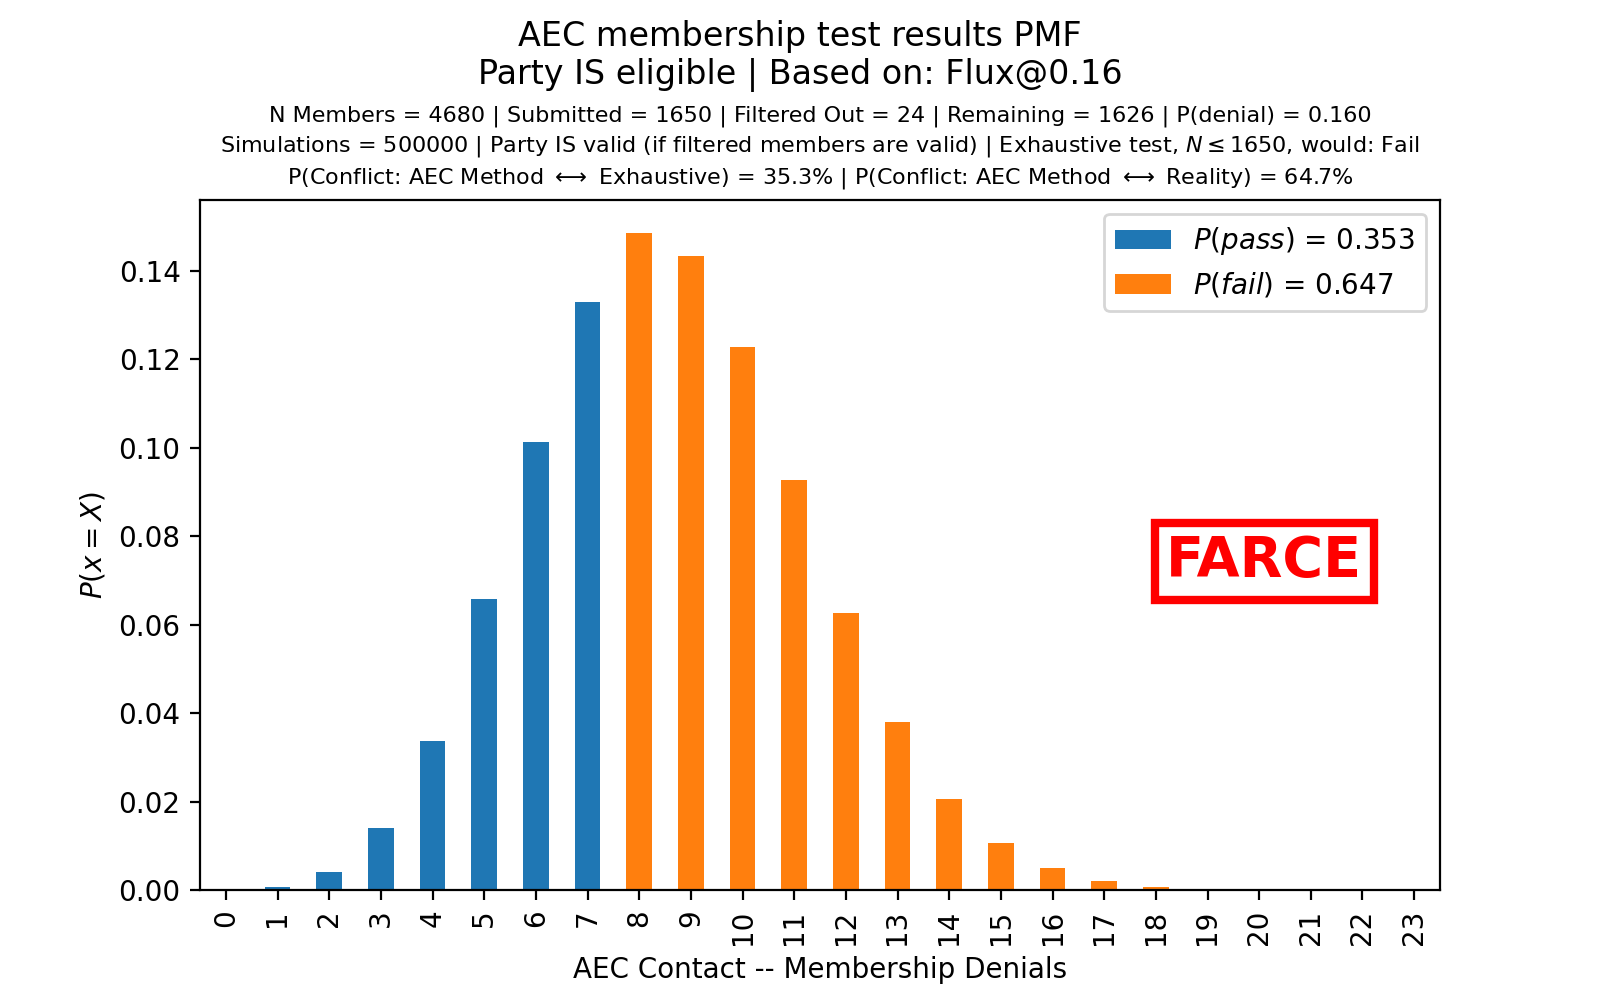 AEC membership test results PMF
Party IS eligible | Based on: Flux@0.16
N Members = 4680 | Submitted = 1650 | Filtered Out = 24 | Remaining = 1626 | P(denial) = 0.160
Simulations = 500000 | Party IS valid (if filtered members are valid) | Exhaustive test, N ≤ 1650, would: Fail
P(Conflict: AEC Method ⟷ Exhaustive) = 35.3% | P(Conflict: AEC Method ⟷ Reality) = 64.7%
P(pass) = 0.353
P(fail) = 0.647
0.14
0.12
0.10
0.08
0.06
0.04
0.02
0.00
P(x = X)
FARCE
0 1 2 3 4 5 6 7 8 9 10 11 12 13 14 15 16 17 18 19 20 21 22 23
AEC Contact -- Membership Denials